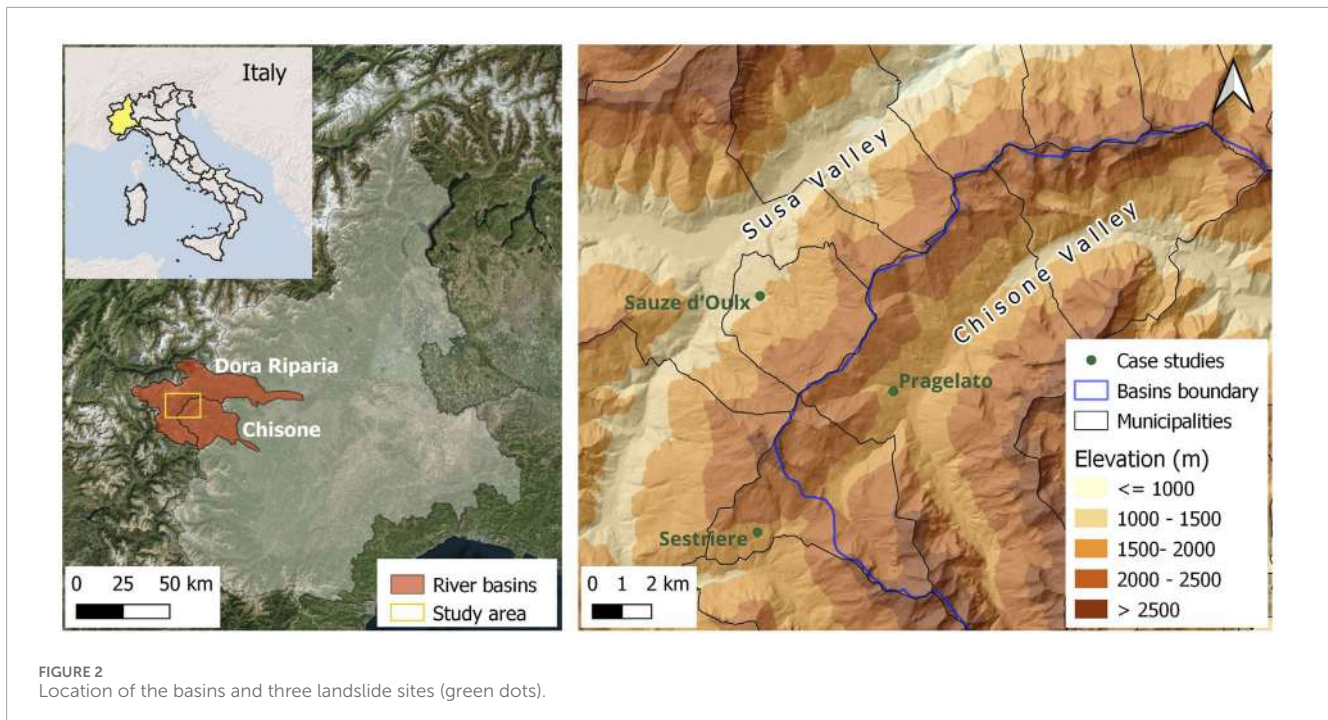 Italy
Dora Riparia
Chisone
0 25 50 km
River basins
Study area
Susa Valley
Chisone Valley
Sauze d'Oulx
Pragelato
Sestriere
0 1 2 km
Case studies
Basins boundary
Municipalities
Elevation (m)
<= 1000
1000 - 1500
1500- 2000
2000 - 2500
> 2500
FIGURE 2
Location of the basins and three landslide sites (green dots).